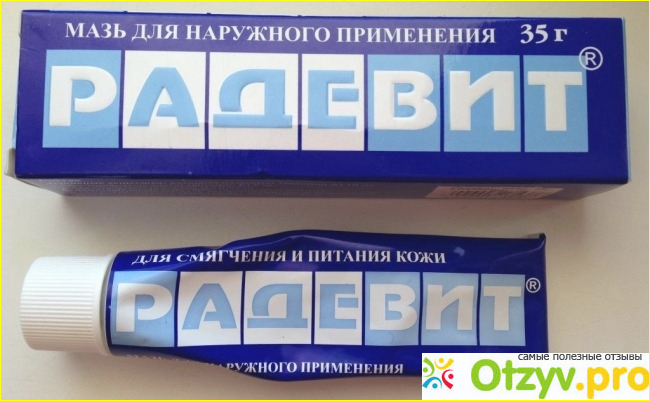 МАЗЬ ДЛЯ НАРУЖНОГО ПРИМЕНЕНИЯ 35 г
РАДЕВИТ®
ДЛЯ СМЯГЧЕНИЯ И ПИТАНИЯ КОЖИ
РАДЕВИТ®
НАРУЖНОГО ПРИМЕНЕНИЯ
самые полезные отзывы
Otzyv.pro